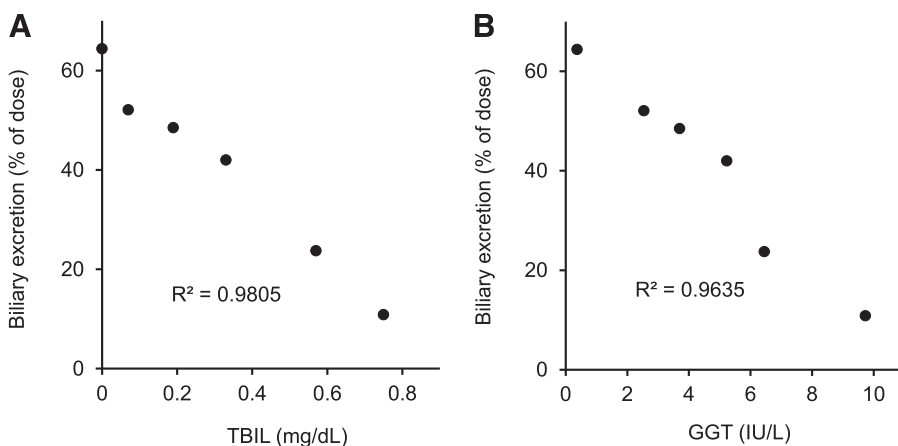 A
Biliary excretion (% of dose)
60
40
20
0
R² = 0.9805
0 0.2 0.4 0.6 0.8
TBIL (mg/dL)
B
Biliary excretion (% of dose)
60
40
20
0
R² = 0.9635
0 2 4 6 8 10
GGT (IU/L)